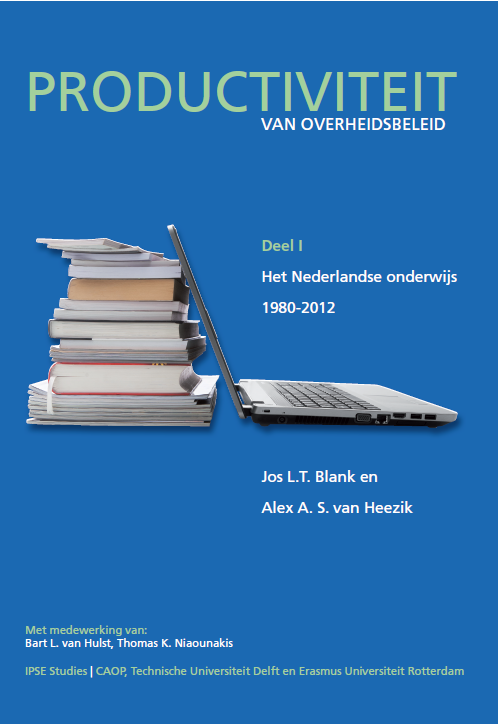 PRODUCTIVITEIT
VAN OVERHEIDSBELEID
Deel I
Het Nederlandse onderwijs
1980-2012
Jos L.T. Blank en
Alex A. S. van Heezik
Met medewerking van:
Bart L. van Hulst, Thomas K. Niaounakis
IPSE Studies | CAOP, Technische Universiteit Delft en Erasmus Universiteit Rotterdam